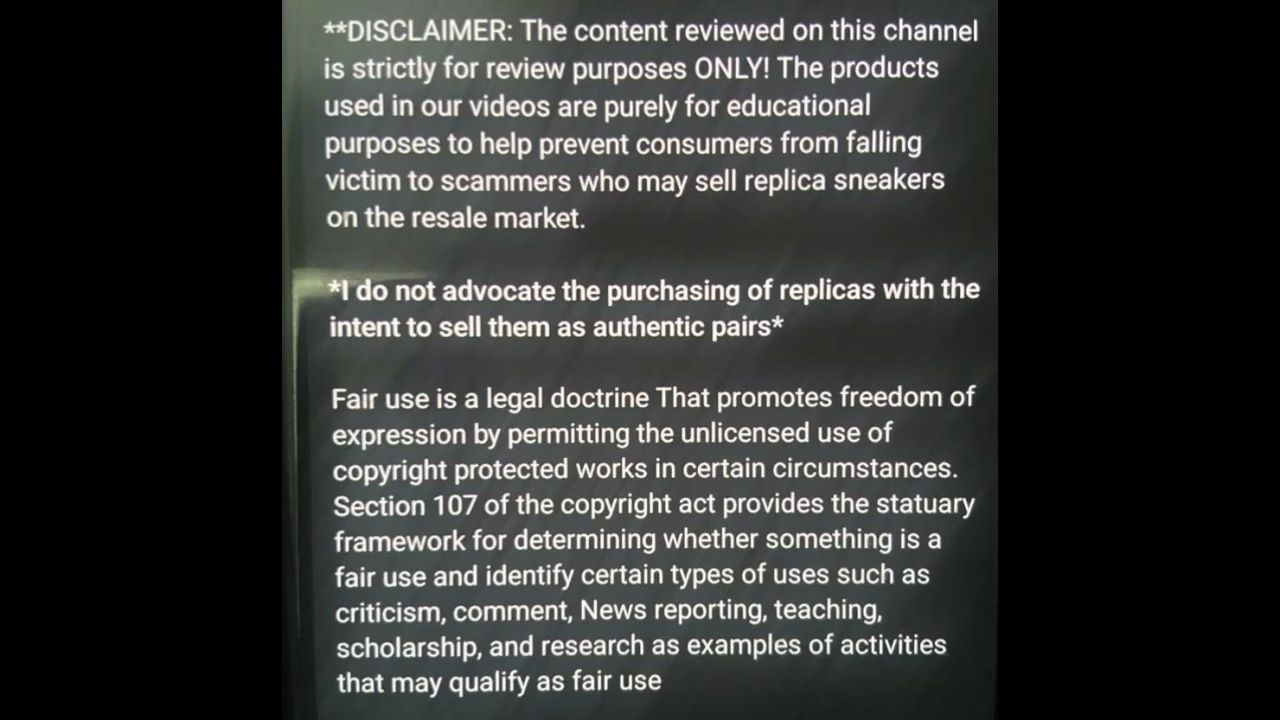 **DISCLAIMER: The content reviewed on this channel
is strictly for review purposes ONLY! The products
used in our videos are purely for educational
purposes to help prevent consumers from falling
victim to scammers who may sell replica sneakers
on the resale market.
*I do not advocate the purchasing of replicas with the
intent to sell them as authentic pairs*
Fair use is a legal doctrine That promotes freedom of
expression by permitting the unlicensed use of
copyright protected works in certain circumstances.
Section 107 of the copyright act provides the statuary
framework for determining whether something is a
fair use and identify certain types of uses such as
criticism, comment, News reporting, teaching,
scholarship, and research as examples of activities
that may qualify as fair use